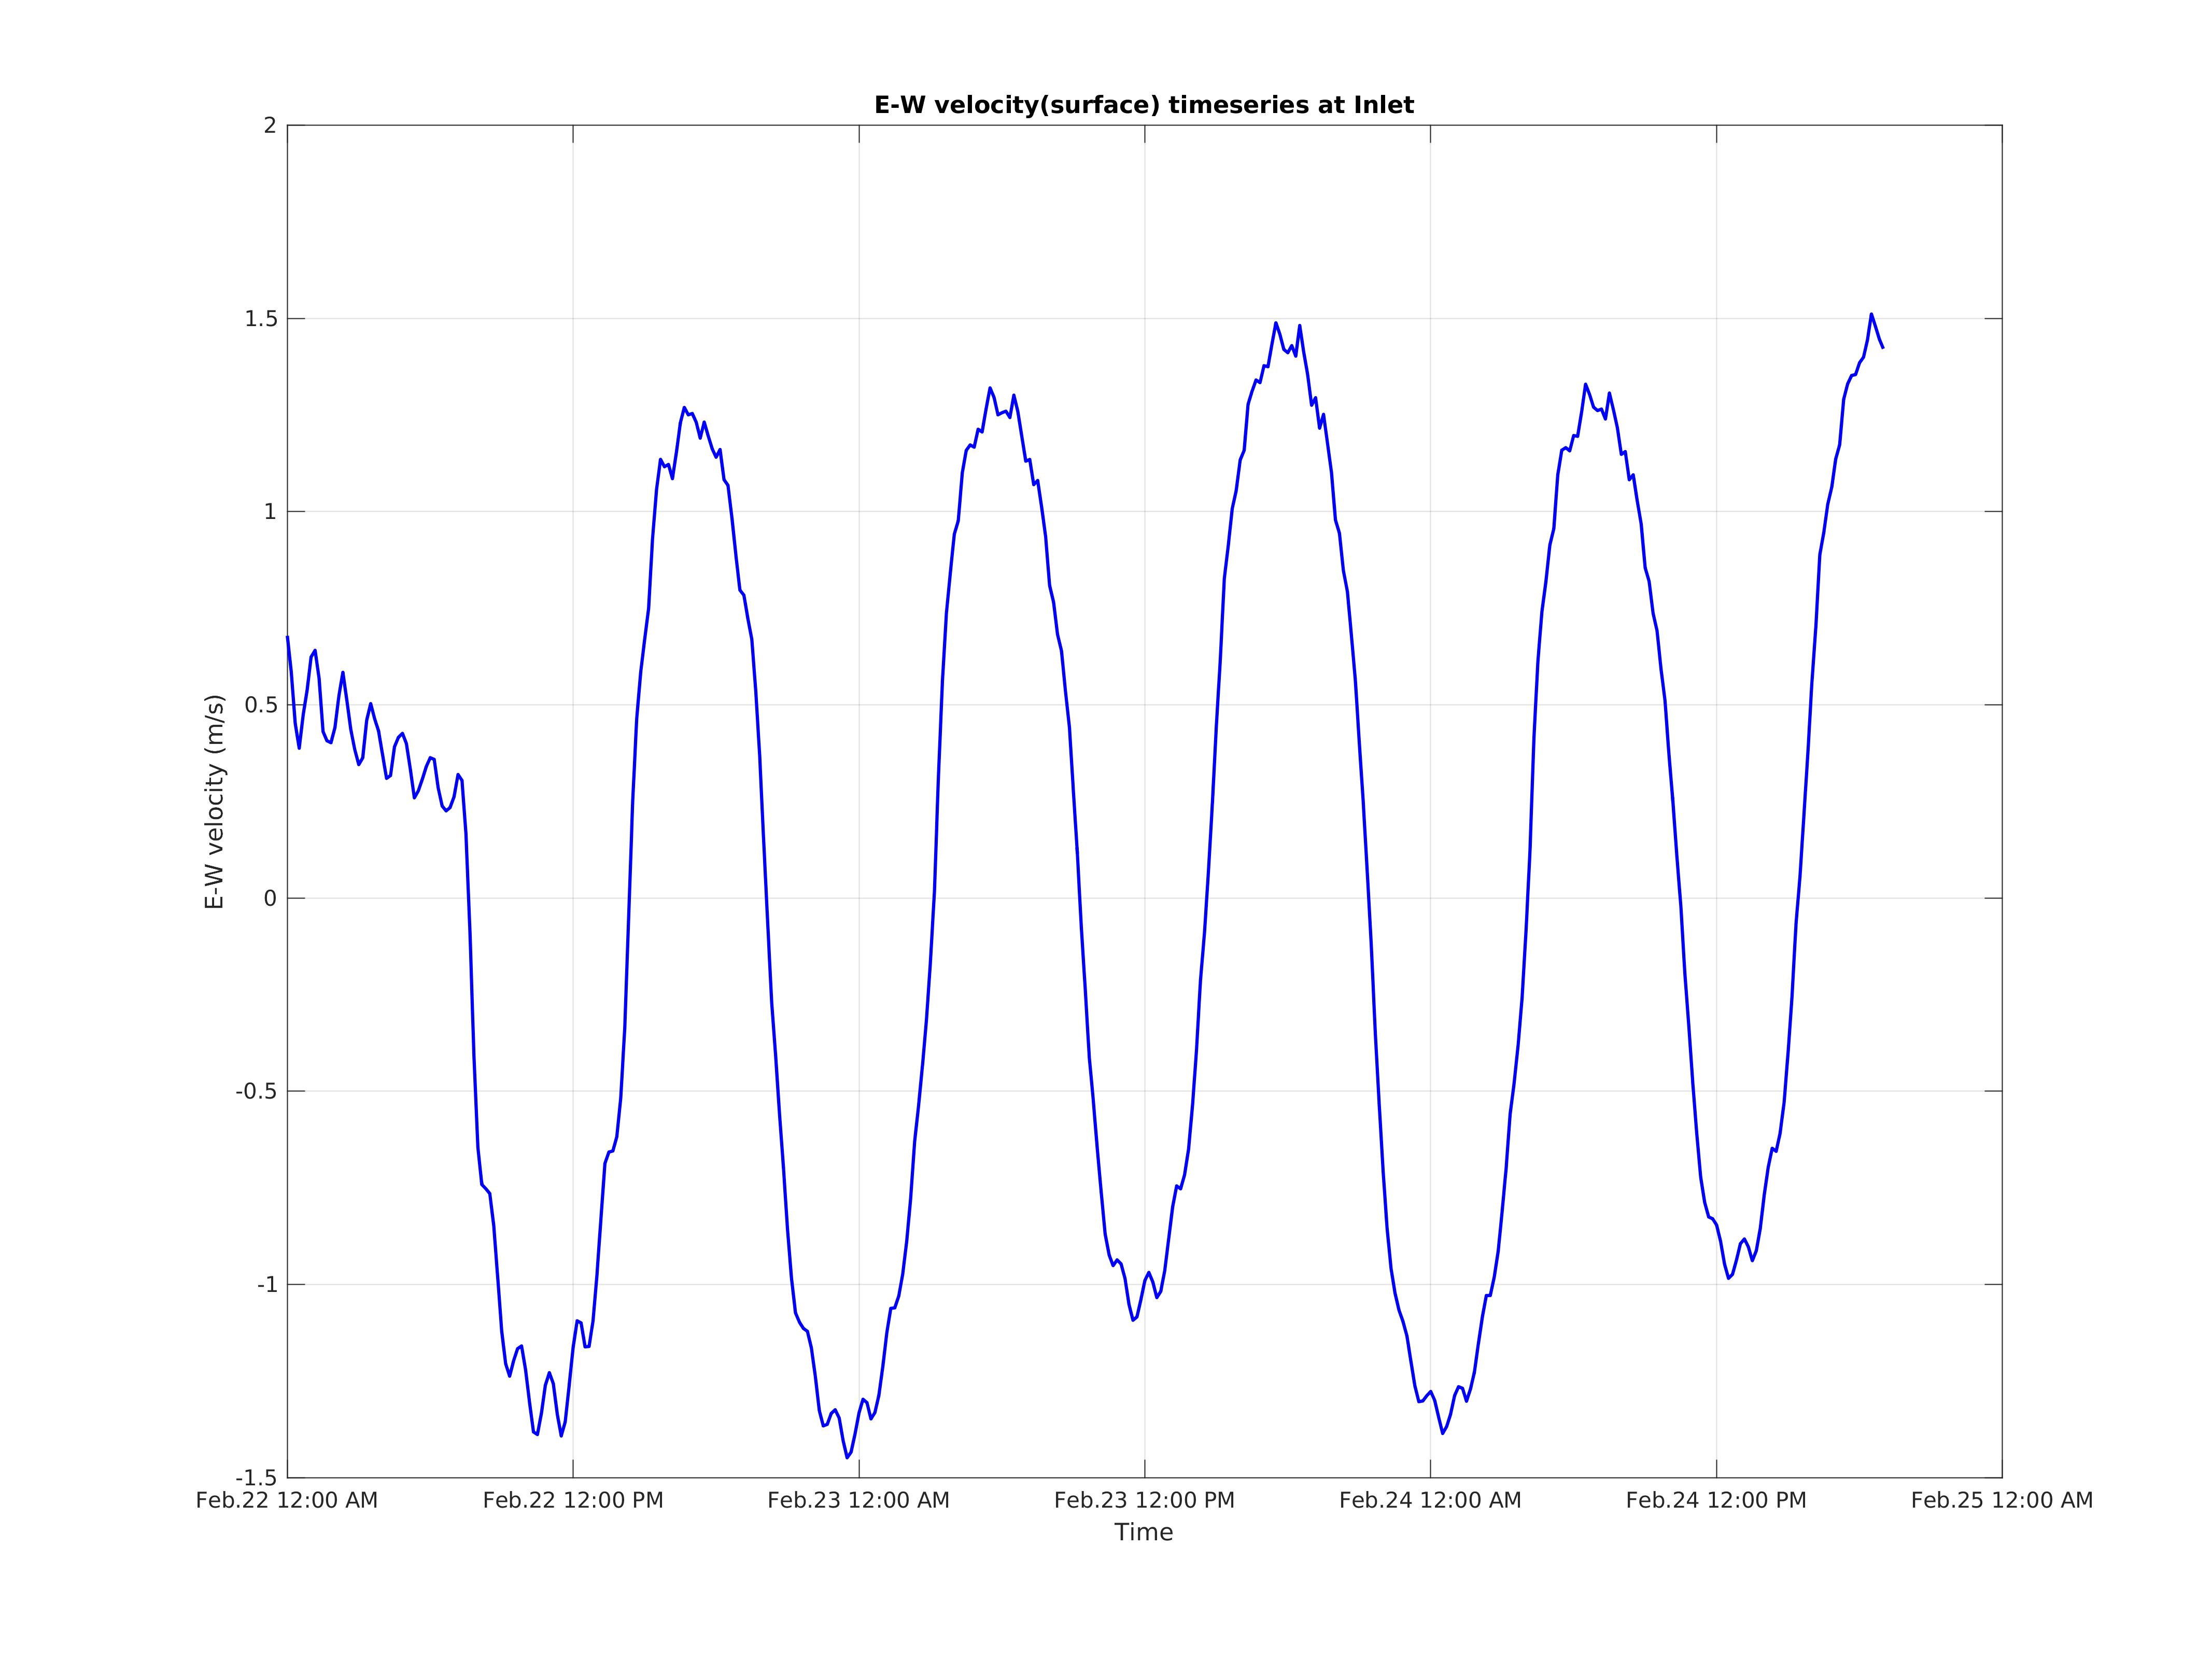 E-W velocity(surface) timeseries at Inlet
2
1.5
1
0.5
0
-0.5
-1
-1.5
E-W velocity (m/s)
Feb.22 12:00 AM Feb.22 12:00 PM Feb.23 12:00 AM Feb.23 12:00 PM Feb.24 12:00 AM Feb.24 12:00 PM Feb.25 12:00 AM
Time